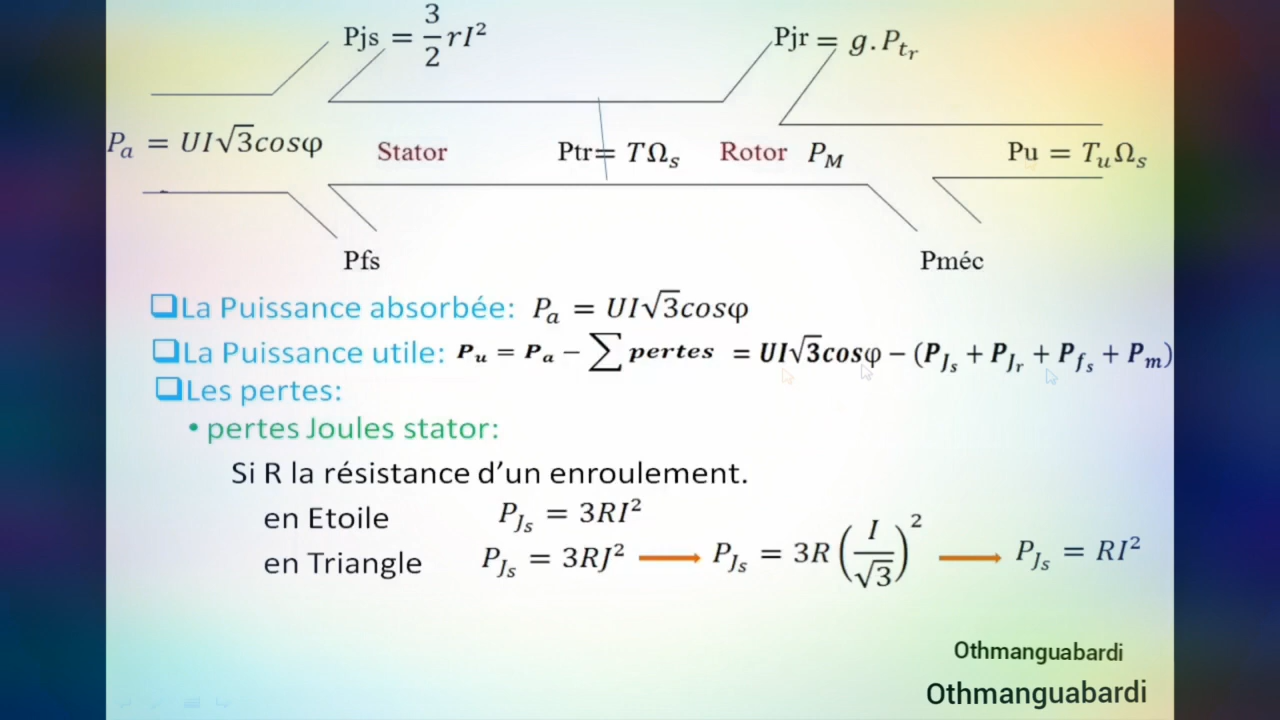 Pjs = 3/2 rI²
Pjr = g.P_tr
P_a = UI√3cosφ
Stator
Ptr= TΩ_s
Rotor P_M
Pu = T_uΩ_s
Pfs
Pméc
❑La Puissance absorbée: P_a = UI√3cosφ
❑La Puissance utile: P_u = P_a − ∑ pertes = UI√3cosφ − (P_Js + P_Jr + P_fs + P_m)
❑Les pertes:
• pertes Joules stator:
Si R la résistance d’un enroulement.
en Etoile P_Js = 3RI²
en Triangle P_Js = 3RJ² → P_Js = 3R(I/√3)² → P_Js = RI²
Othmanguabardi
Othmanguabardi